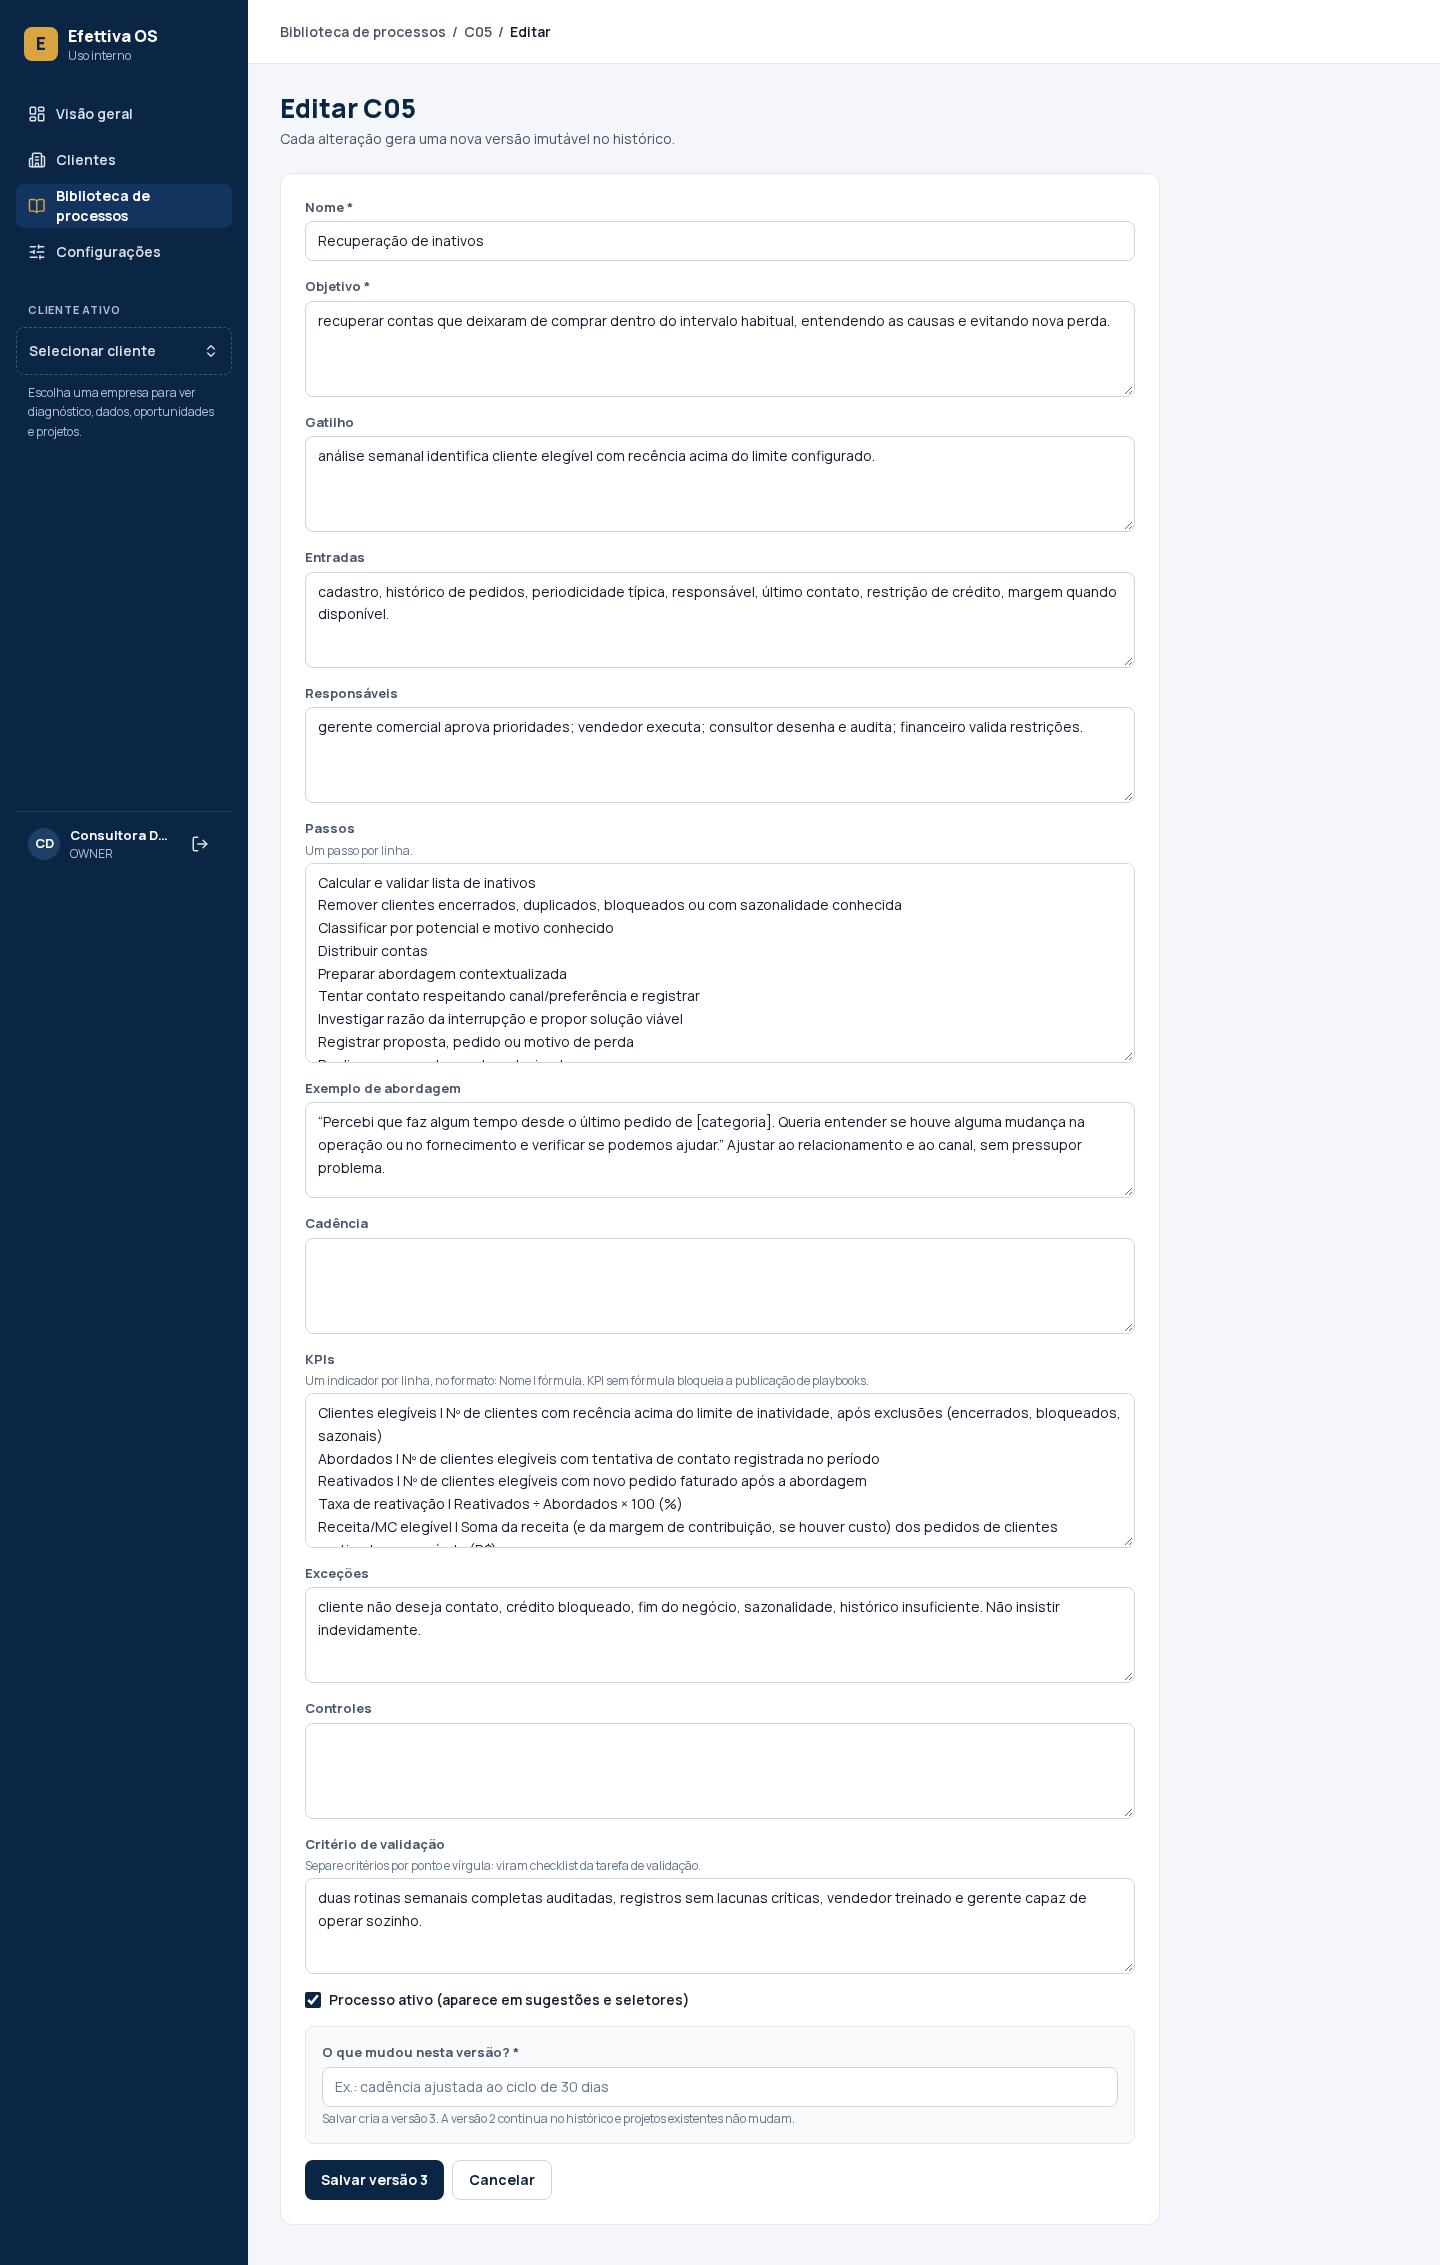 E
Efettiva OS
Uso interno
Visão geral
Clientes
Biblioteca de
processos
Configurações
CLIENTE ATIVO
Selecionar cliente
Escolha uma empresa para ver
diagnóstico, dados, oportunidades
e projetos.
CD
Consultora D...
OWNER
Biblioteca de processos / C05 / Editar
Editar C05
Cada alteração gera uma nova versão imutável no histórico.
Nome *
Recuperação de inativos
Objetivo *
recuperar contas que deixaram de comprar dentro do intervalo habitual, entendendo as causas e evitando nova perda.
Gatilho
análise semanal identifica cliente elegível com recência acima do limite configurado.
Entradas
cadastro, histórico de pedidos, periodicidade típica, responsável, último contato, restrição de crédito, margem quando
disponível.
Responsáveis
gerente comercial aprova prioridades; vendedor executa; consultor desenha e audita; financeiro valida restrições.
Passos
Um passo por linha.
Calcular e validar lista de inativos
Remover clientes encerrados, duplicados, bloqueados ou com sazonalidade conhecida
Classificar por potencial e motivo conhecido
Distribuir contas
Preparar abordagem contextualizada
Tentar contato respeitando canal/preferência e registrar
Investigar razão da interrupção e propor solução viável
Registrar proposta, pedido ou motivo de perda
Exemplo de abordagem
“Percebi que faz algum tempo desde o último pedido de [categoria]. Queria entender se houve alguma mudança na
operação ou no fornecimento e verificar se podemos ajudar.” Ajustar ao relacionamento e ao canal, sem pressupor
problema.
Cadência
KPIs
Um indicador por linha, no formato: Nome | fórmula. KPI sem fórmula bloqueia a publicação de playbooks.
Clientes elegíveis | Nº de clientes com recência acima do limite de inatividade, após exclusões (encerrados, bloqueados,
sazonais)
Abordados | Nº de clientes elegíveis com tentativa de contato registrada no período
Reativados | Nº de clientes elegíveis com novo pedido faturado após a abordagem
Taxa de reativação | Reativados ÷ Abordados × 100 (%)
Receita/MC elegível | Soma da receita (e da margem de contribuição, se houver custo) dos pedidos de clientes
Exceções
cliente não deseja contato, crédito bloqueado, fim do negócio, sazonalidade, histórico insuficiente. Não insistir
indevidamente.
Controles
Critério de validação
Separe critérios por ponto e vírgula: viram checklist da tarefa de validação.
duas rotinas semanais completas auditadas, registros sem lacunas críticas, vendedor treinado e gerente capaz de
operar sozinho.
Processo ativo (aparece em sugestões e seletores)
O que mudou nesta versão? *
Ex.: cadência ajustada ao ciclo de 30 dias
Salvar cria a versão 3. A versão 2 continua no histórico e projetos existentes não mudam.
Salvar versão 3
Cancelar